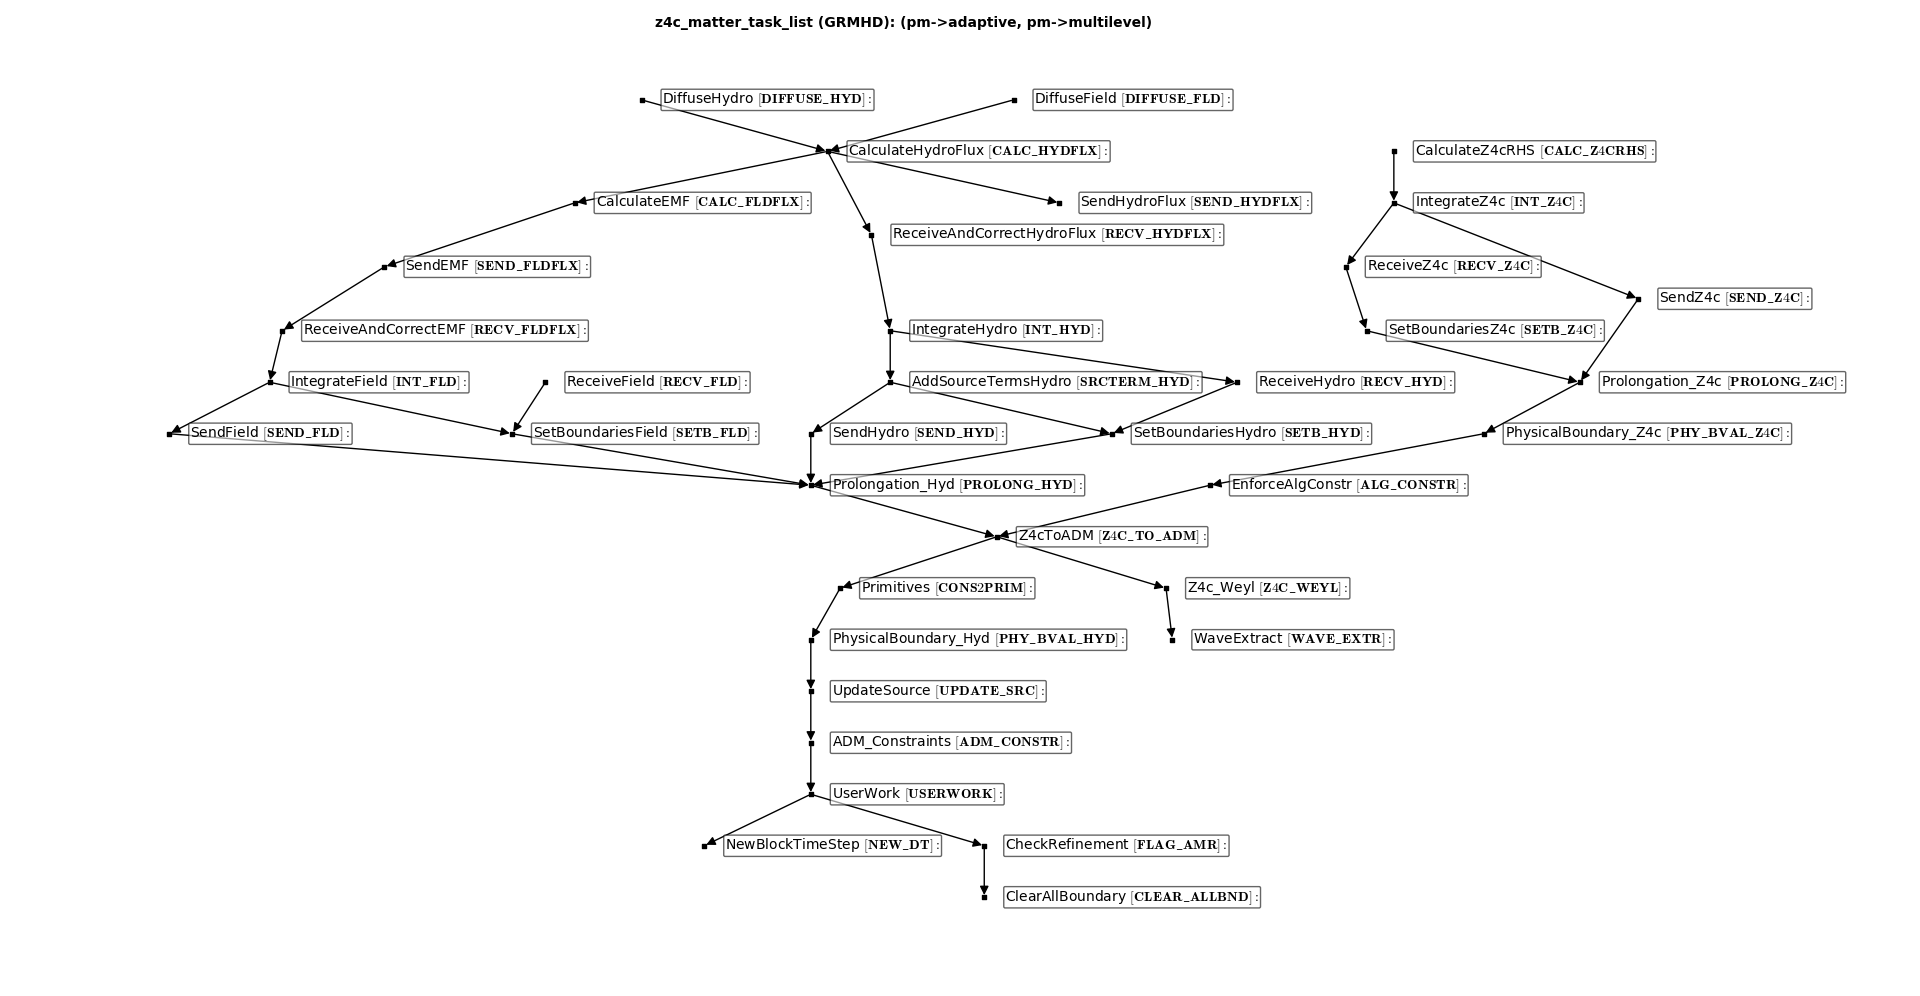 z4c_matter_task_list (GRMHD): (pm->adaptive, pm->multilevel)
DiffuseHydro [DIFFUSE_HYD]:
DiffuseField [DIFFUSE_FLD]:
CalculateHydroFlux [CALC_HYDFLX]:
CalculateZ4cRHS [CALC_Z4CRHS]:
CalculateEMF [CALC_FLDFLX]:
SendHydroFlux [SEND_HYDFLX]:
IntegrateZ4c [INT_Z4C]:
ReceiveAndCorrectHydroFlux [RECV_HYDFLX]:
SendEMF [SEND_FLDFLX]:
ReceiveZ4c [RECV_Z4C]:
SendZ4c [SEND_Z4C]:
ReceiveAndCorrectEMF [RECV_FLDFLX]:
IntegrateHydro [INT_HYD]:
SetBoundariesZ4c [SETB_Z4C]:
IntegrateField [INT_FLD]:
ReceiveField [RECV_FLD]:
AddSourceTermsHydro [SRCTERM_HYD]:
ReceiveHydro [RECV_HYD]:
Prolongation_Z4c [PROLONG_Z4C]:
SendField [SEND_FLD]:
SetBoundariesField [SETB_FLD]:
SendHydro [SEND_HYD]:
SetBoundariesHydro [SETB_HYD]:
PhysicalBoundary_Z4c [PHY_BVAL_Z4C]:
Prolongation_Hyd [PROLONG_HYD]:
EnforceAlgConstr [ALG_CONSTR]:
Z4cToADM [Z4C_TO_ADM]:
Primitives [CONS2PRIM]:
Z4c_Weyl [Z4C_WEYL]:
PhysicalBoundary_Hyd [PHY_BVAL_HYD]:
WaveExtract [WAVE_EXTR]:
UpdateSource [UPDATE_SRC]:
ADM_Constraints [ADM_CONSTR]:
UserWork [USERWORK]:
NewBlockTimeStep [NEW_DT]:
CheckRefinement [FLAG_AMR]:
ClearAllBoundary [CLEAR_ALLBND]: